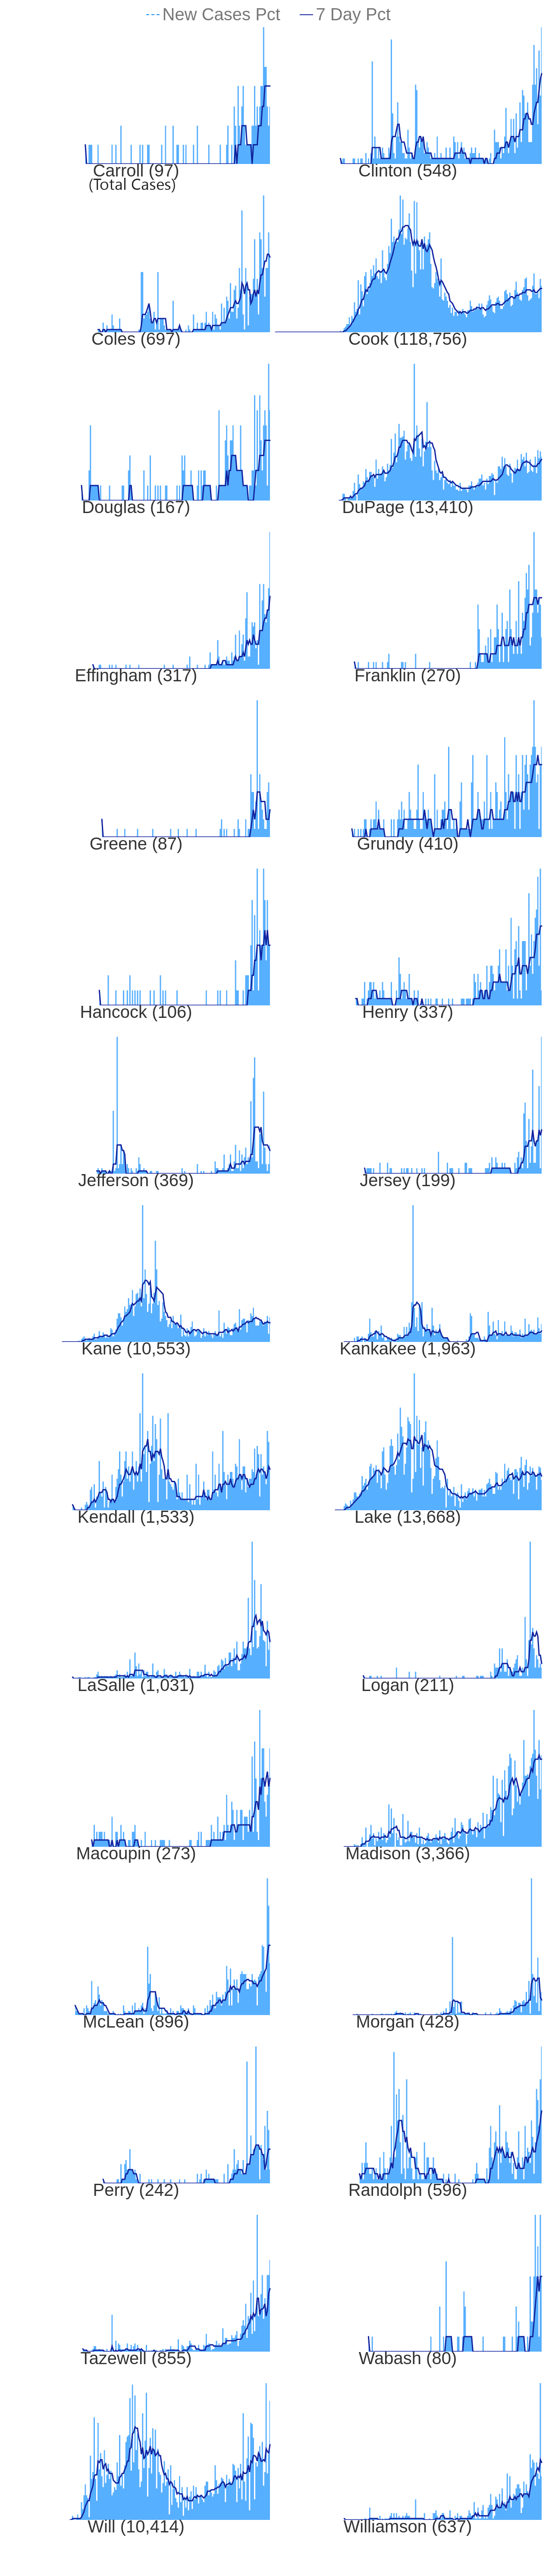 New Cases Pct 7 Day Pct
Carroll (97) Clinton (548)
(Total Cases)
Coles (697) Cook (118,756)
Douglas (167) DuPage (13,410)
Effingham (317) Franklin (270)
Greene (87) Grundy (410)
Hancock (106) Henry (337)
Jefferson (369) Jersey (199)
Kane (10,553) Kankakee (1,963)
Kendall (1,533) Lake (13,668)
LaSalle (1,031) Logan (211)
Macoupin (273) Madison (3,366)
McLean (896) Morgan (428)
Perry (242) Randolph (596)
Tazewell (855) Wabash (80)
Will (10,414) Williamson (637)